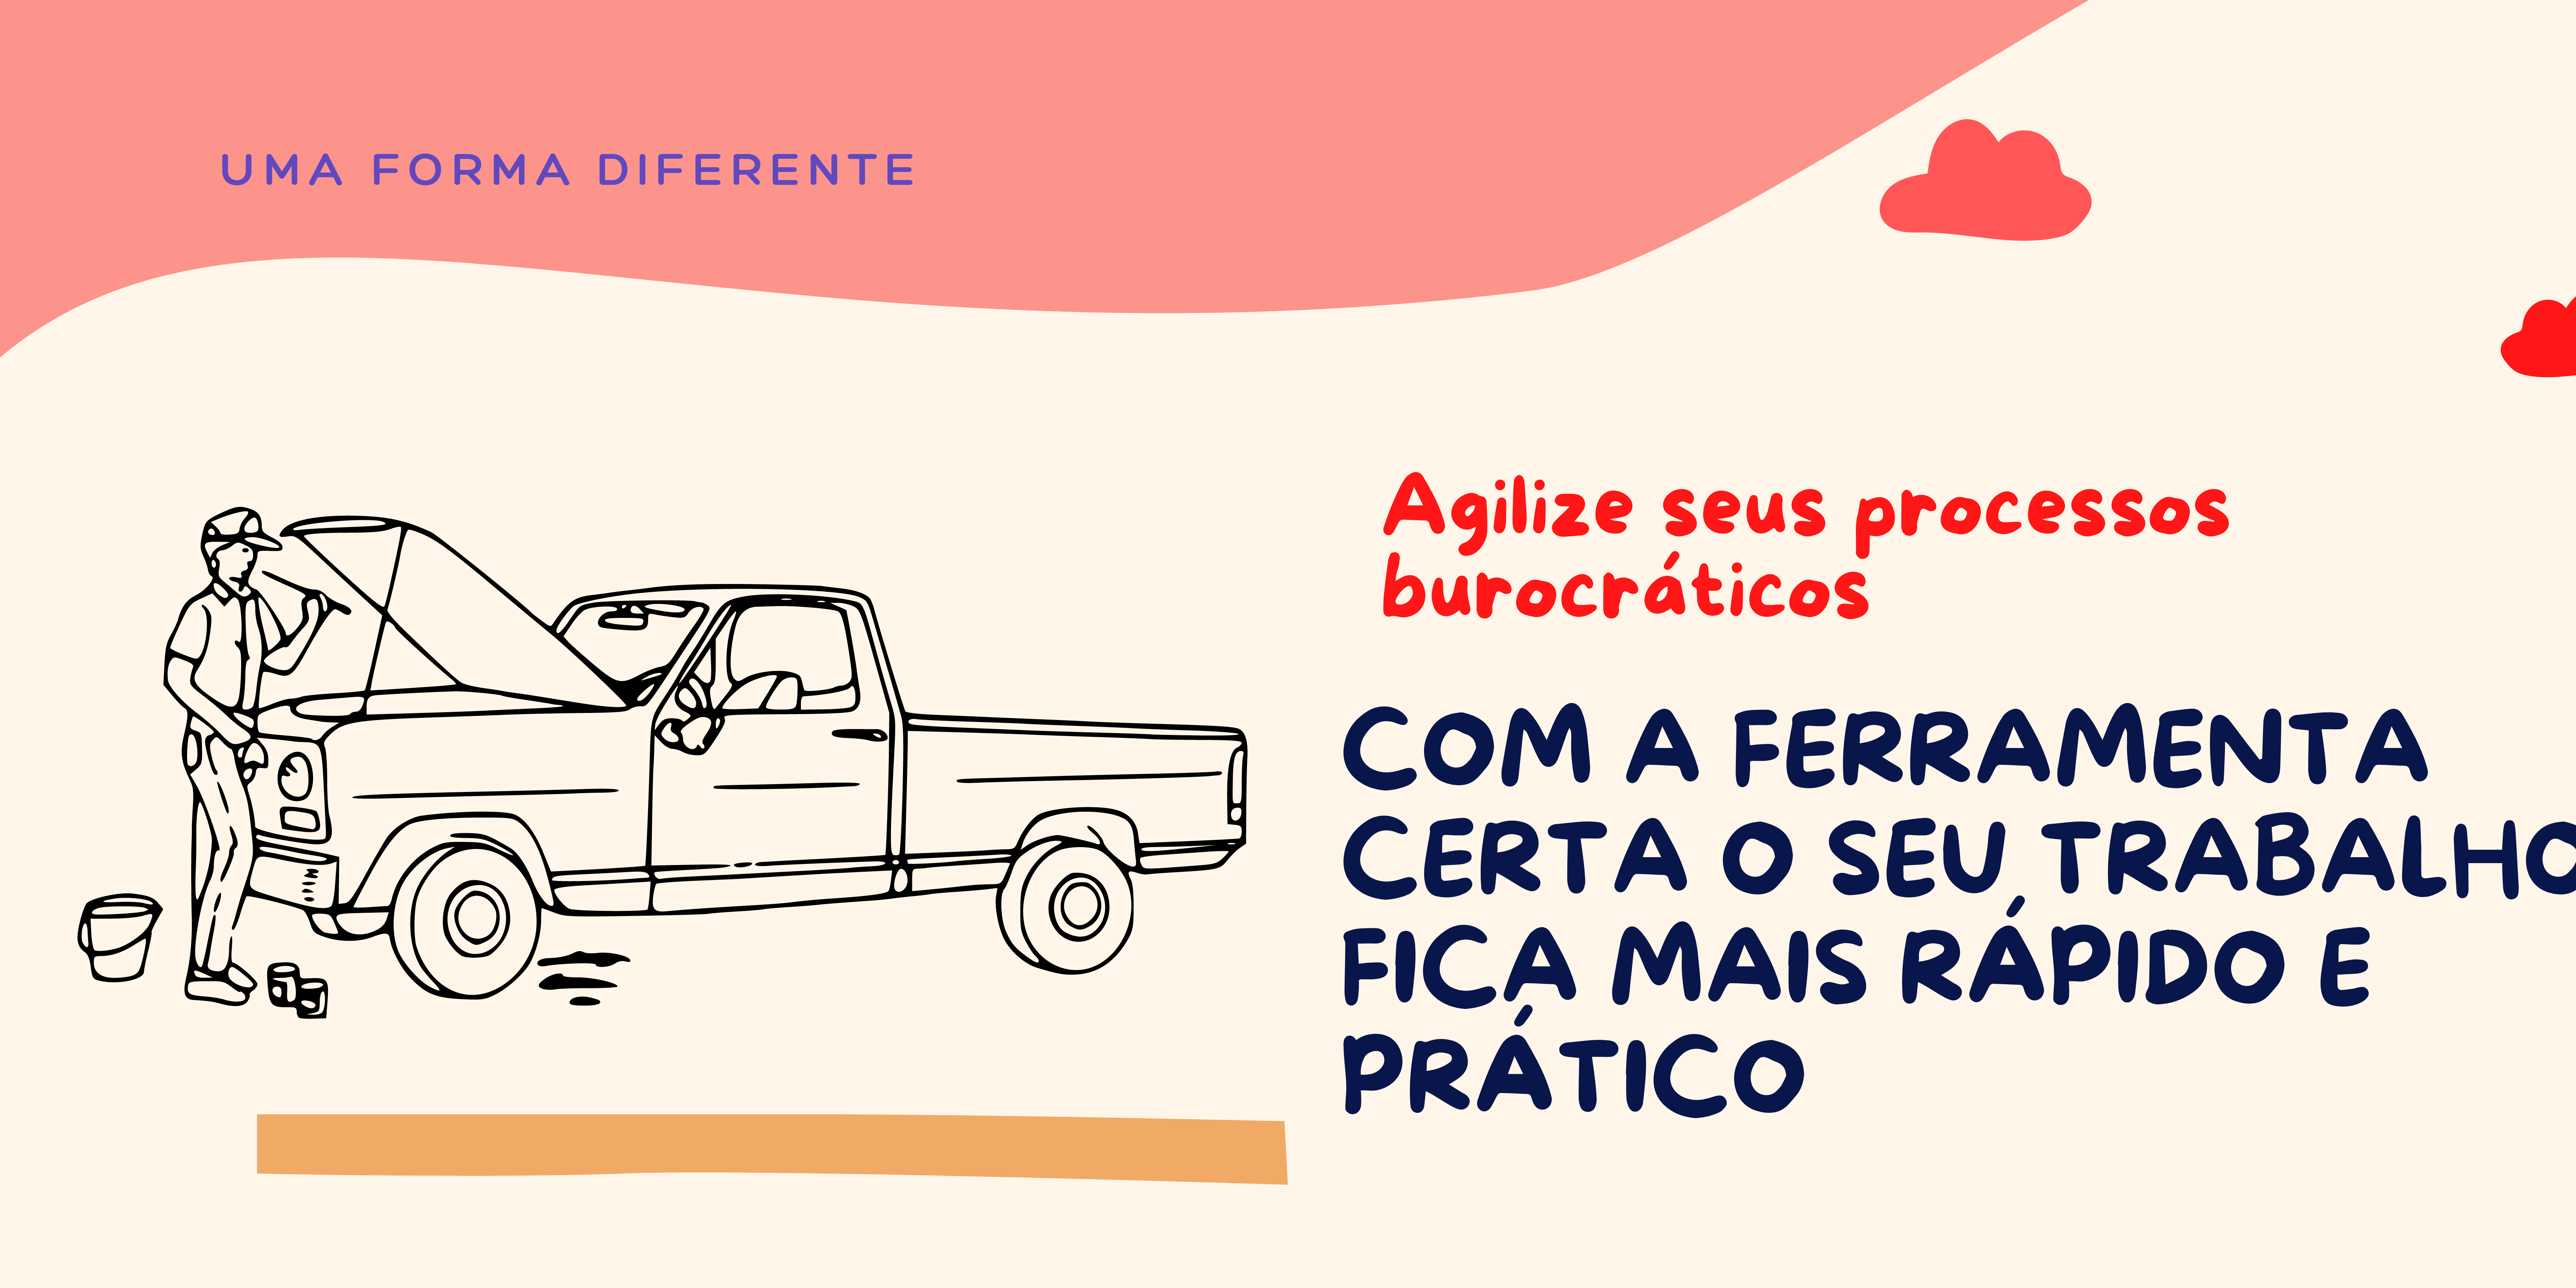 UMA FORMA DIFERENTE
Agilize seus processos
burocráticos
COM A FERRAMENTA
CERTA O SEU TRABALHO
FICA MAIS RÁPIDO E
PRÁTICO